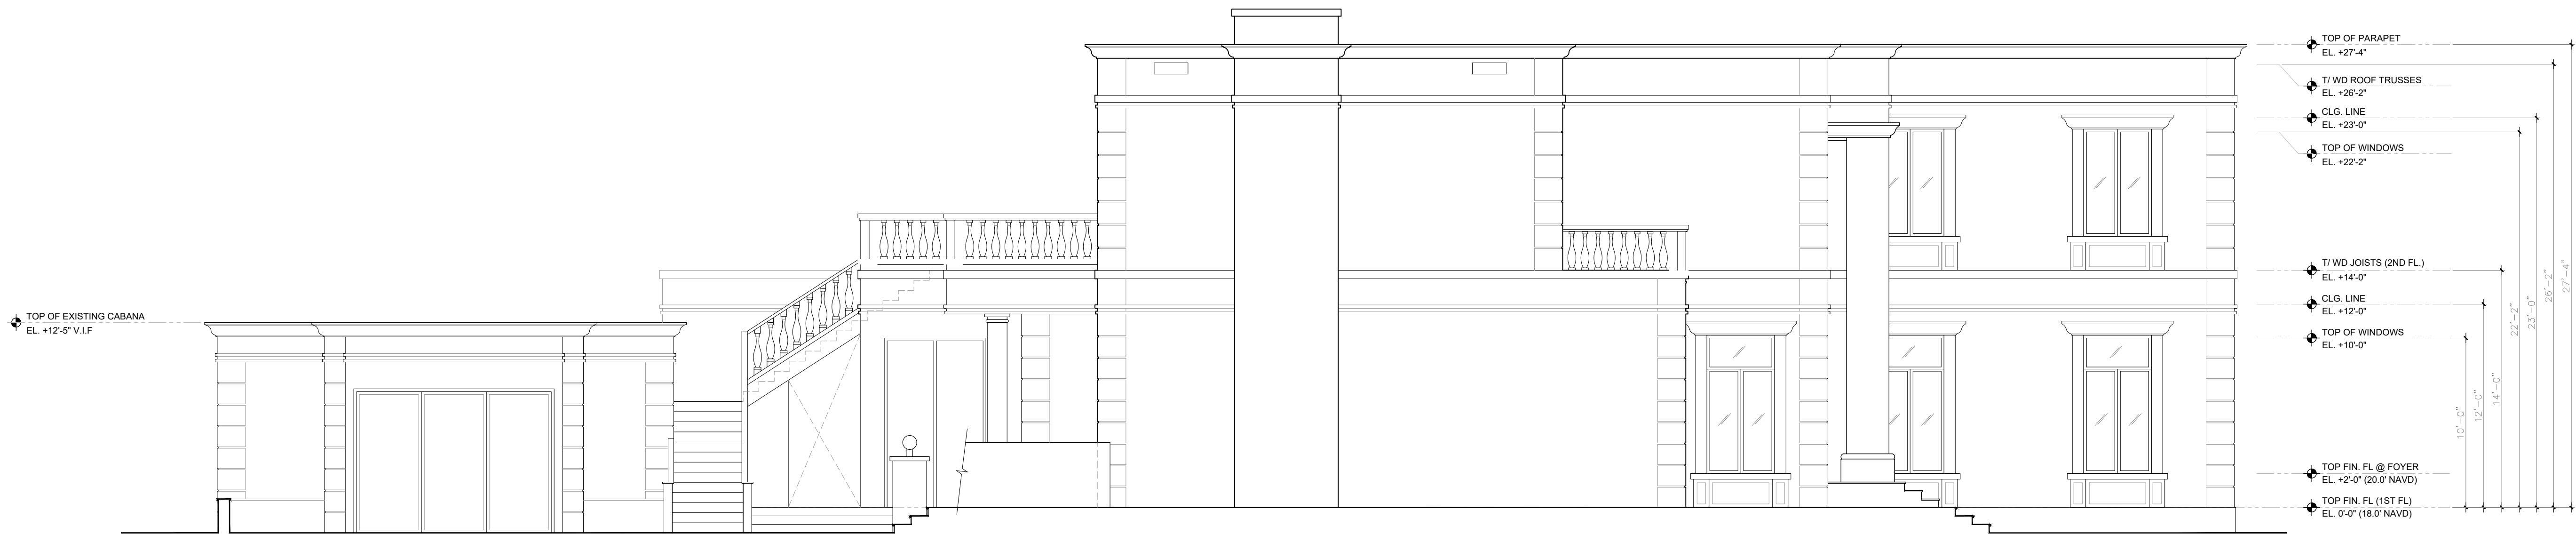 TOP OF PARAPET
EL. +27'-4"
T/ WD ROOF TRUSSES
EL. +26'-2"
CLG. LINE
EL. +23'-0"
TOP OF WINDOWS
EL. +22'-2"
T/ WD JOISTS (2ND FL.)
EL. +14'-0"
CLG. LINE
EL. +12'-0"
TOP OF WINDOWS
EL. +10'-0"
TOP FIN. FL @ FOYER
EL. +2'-0" (20.0' NAVD)
TOP FIN. FL (1ST FL)
EL. 0'-0" (18.0' NAVD)
TOP OF EXISTING CABANA
EL. +12'-5" V.I.F
10'-0"
12'-0"
14'-0"
22'-2"
23'-0"
26'-2"
27'-4"